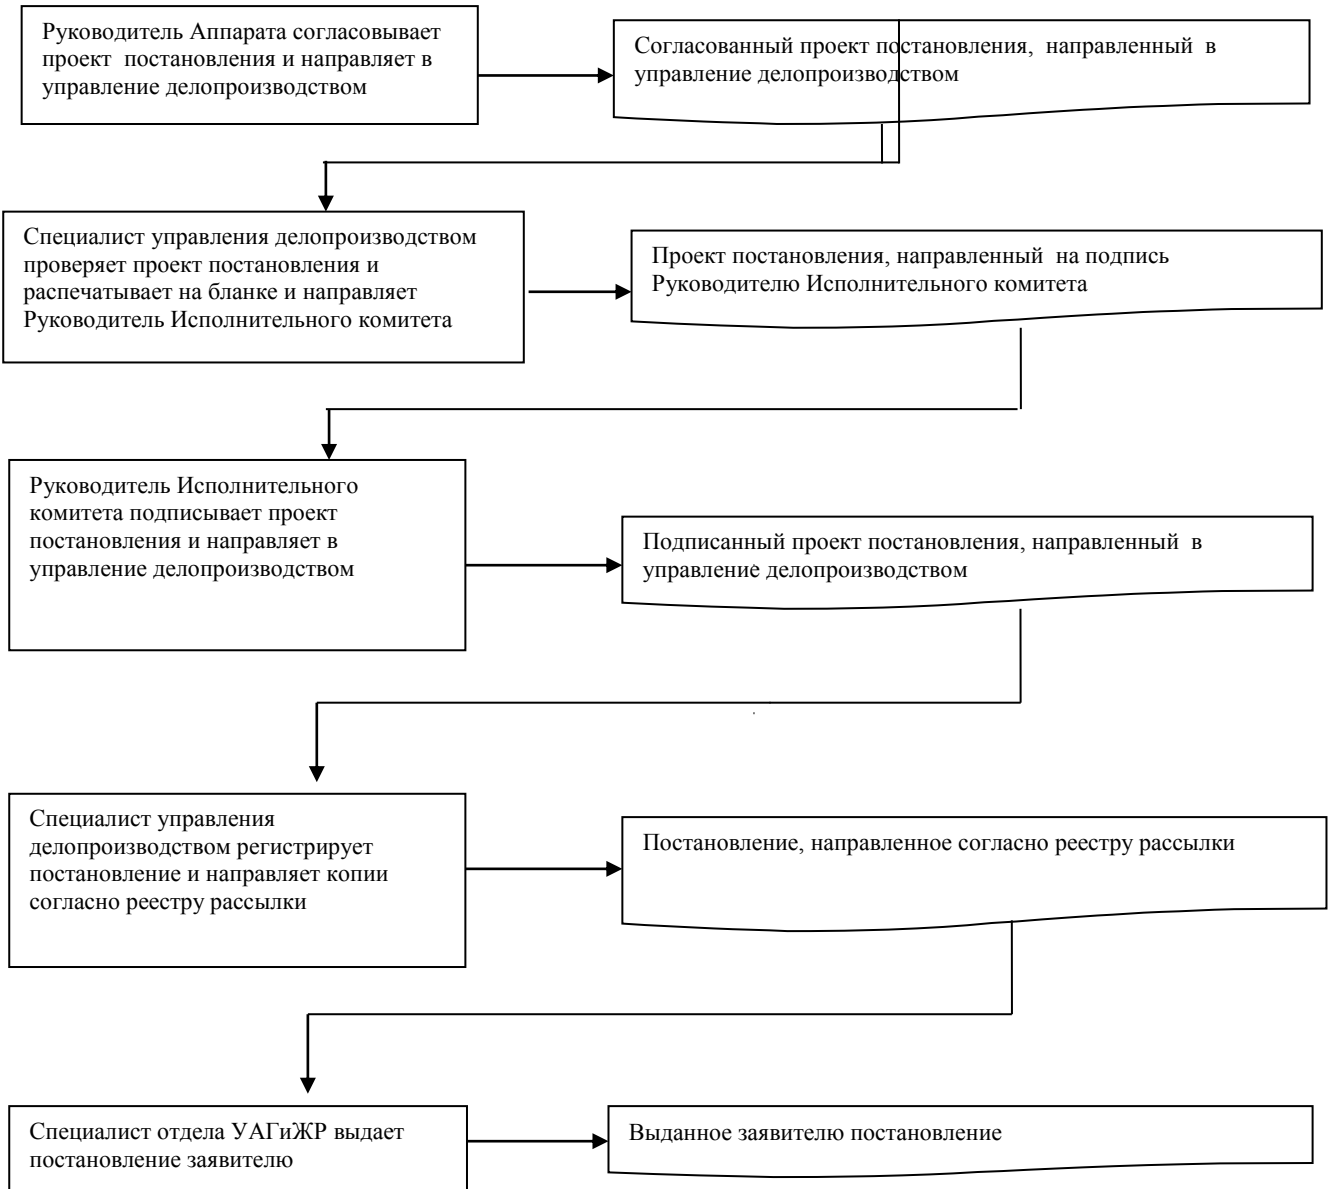 Руководитель Аппарата согласовывает
проект постановления и направляет в
управление делопроизводством
Согласованный проект постановления, направленный в
управление делопроизводством
Специалист управления делопроизводством
проверяет проект постановления и
распечатывает на бланке и направляет
Руководитель Исполнительного комитета
Проект постановления, направленный на подпись
Руководителю Исполнительного комитета
Руководитель Исполнительного
комитета подписывает проект
постановления и направляет в
управление делопроизводством
Подписанный проект постановления, направленный в
управление делопроизводством
Специалист управления
делопроизводством регистрирует
постановление и направляет копии
согласно реестру рассылки
Постановление, направленное согласно реестру рассылки
Специалист отдела УАГиЖР выдает
постановление заявителю
Выданное заявителю постановление